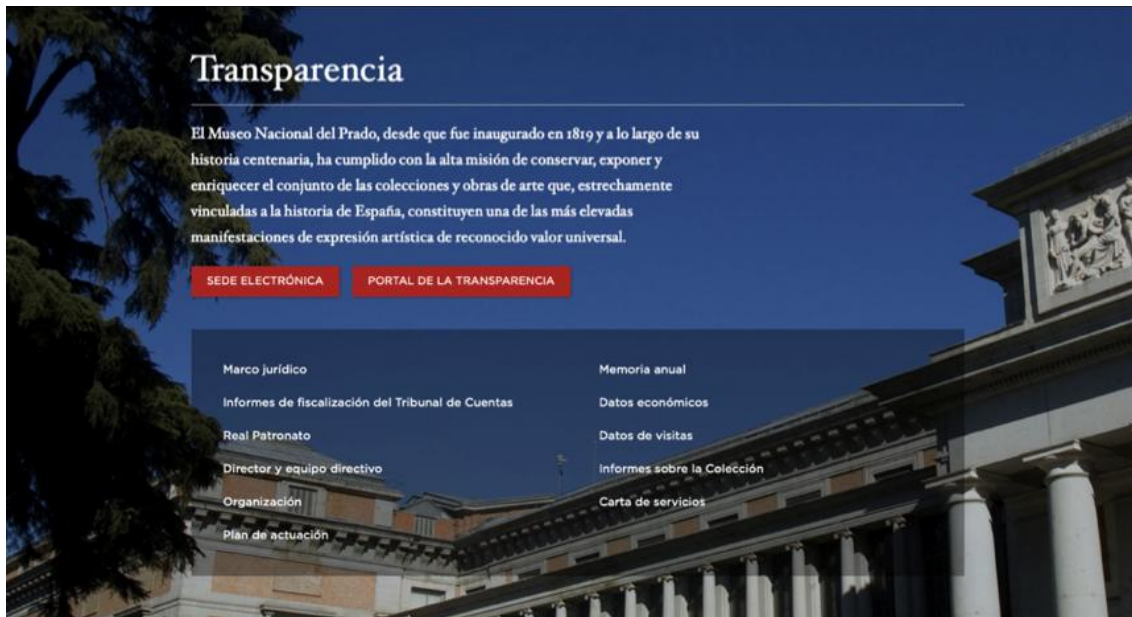 Transparencia
El Museo Nacional del Prado, desde que fue inaugurado en 1819 y a lo largo de su
historia centenaria, ha cumplido con la alta misión de conservar, exponer y
enriquecer el conjunto de las colecciones y obras de arte que, estrechamente
vinculadas a la historia de España, constituyen una de las más elevadas
manifestaciones de expresión artística de reconocido valor universal.
SEDE ELECTRÓNICA
PORTAL DE LA TRANSPARENCIA
Marco jurídico
Informes de fiscalización del Tribunal de Cuentas
Real Patronato
Director y equipo directivo
Organización
Plan de actuación
Memoria anual
Datos económicos
Datos de visitas
Informes sobre la Colección
Carta de servicios